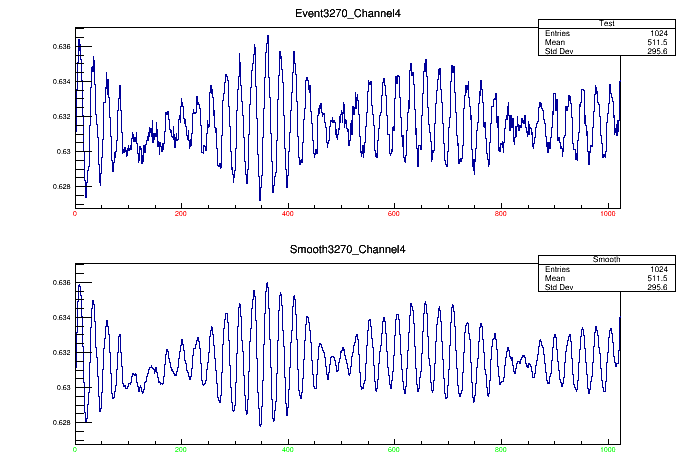 Event3270_Channel4
Test
Entries 1024
Mean 511.5
Std Dev 295.6
0.636
0.634
0.632
0.63
0.628
0 200 400 600 800 1000
Smooth3270_Channel4
Smooth
Entries 1024
Mean 511.5
Std Dev 295.6
0.636
0.634
0.632
0.63
0.628
0 200 400 600 800 1000